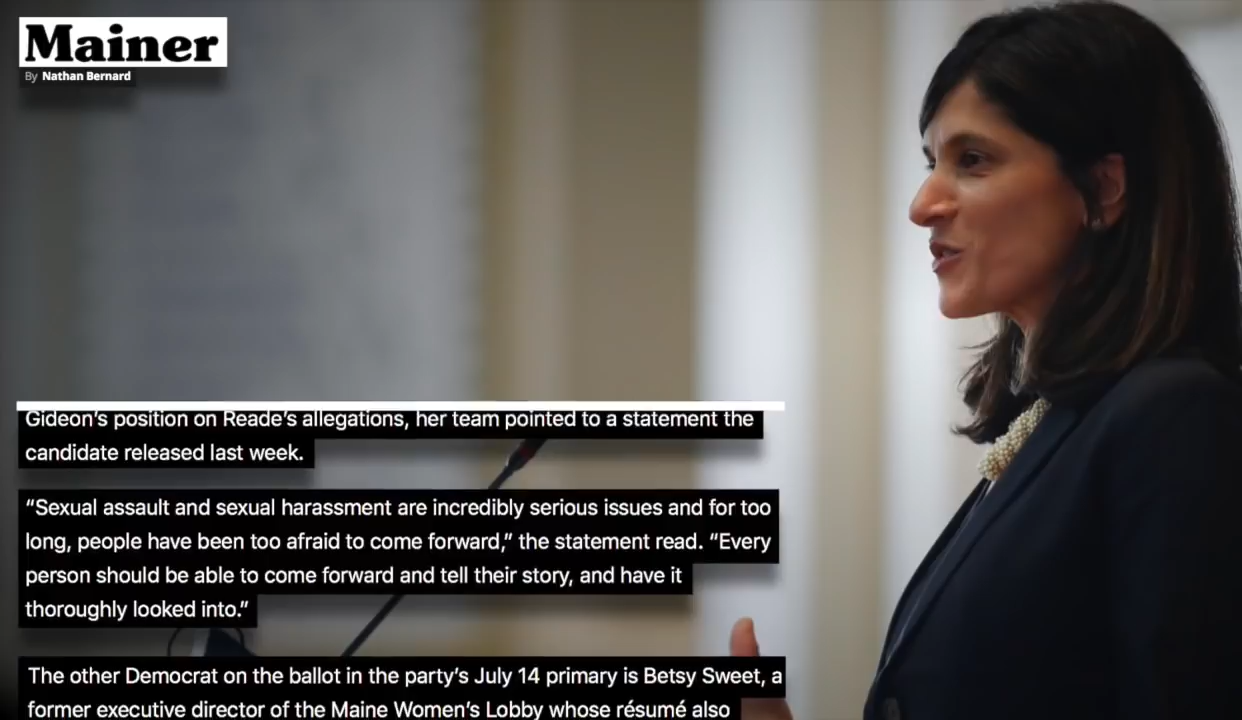 Mainer
By Nathan Bernard
Gideon’s position on Reade’s allegations, her team pointed to a statement the
candidate released last week.
“Sexual assault and sexual harassment are incredibly serious issues and for too
long, people have been too afraid to come forward,” the statement read. “Every
person should be able to come forward and tell their story, and have it
thoroughly looked into.”
The other Democrat on the ballot in the party’s July 14 primary is Betsy Sweet, a
former executive director of the Maine Women’s Lobby whose résumé also